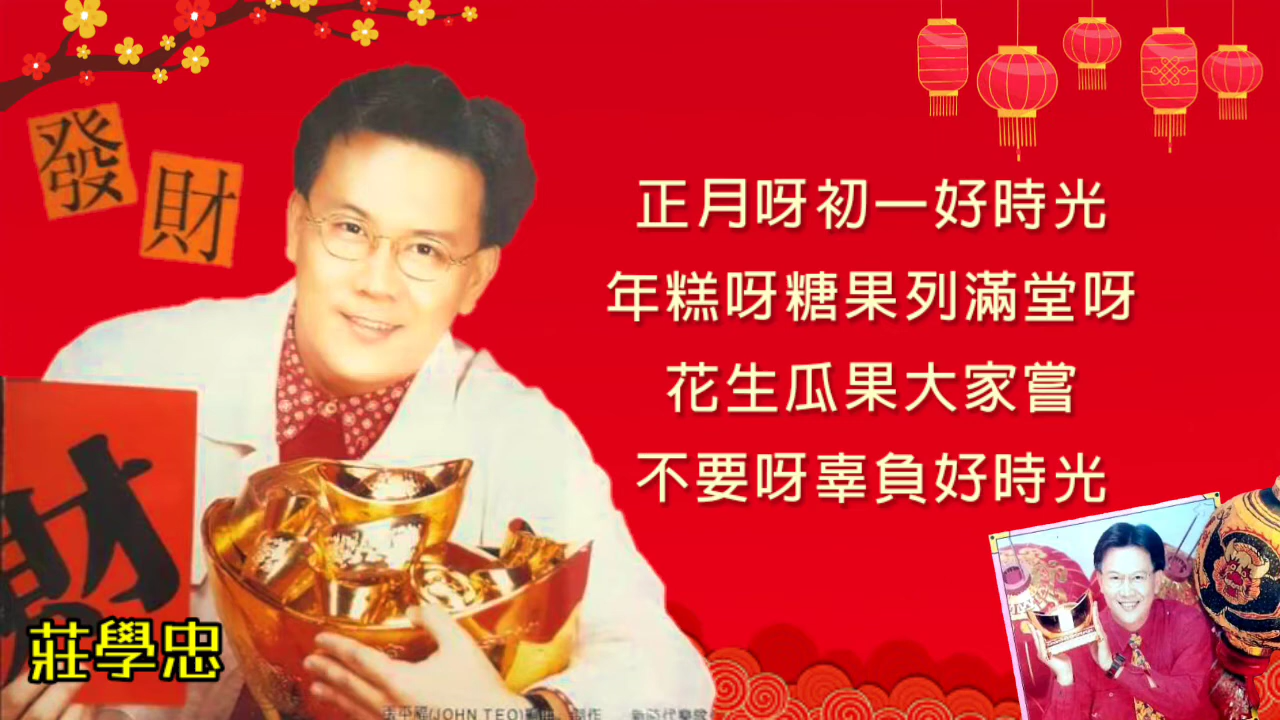 發
財
正月呀初一好時光
年糕呀糖果列滿堂呀
花生瓜果大家嘗
不要呀辜負好時光
財
莊學忠
(JOHN TEO)